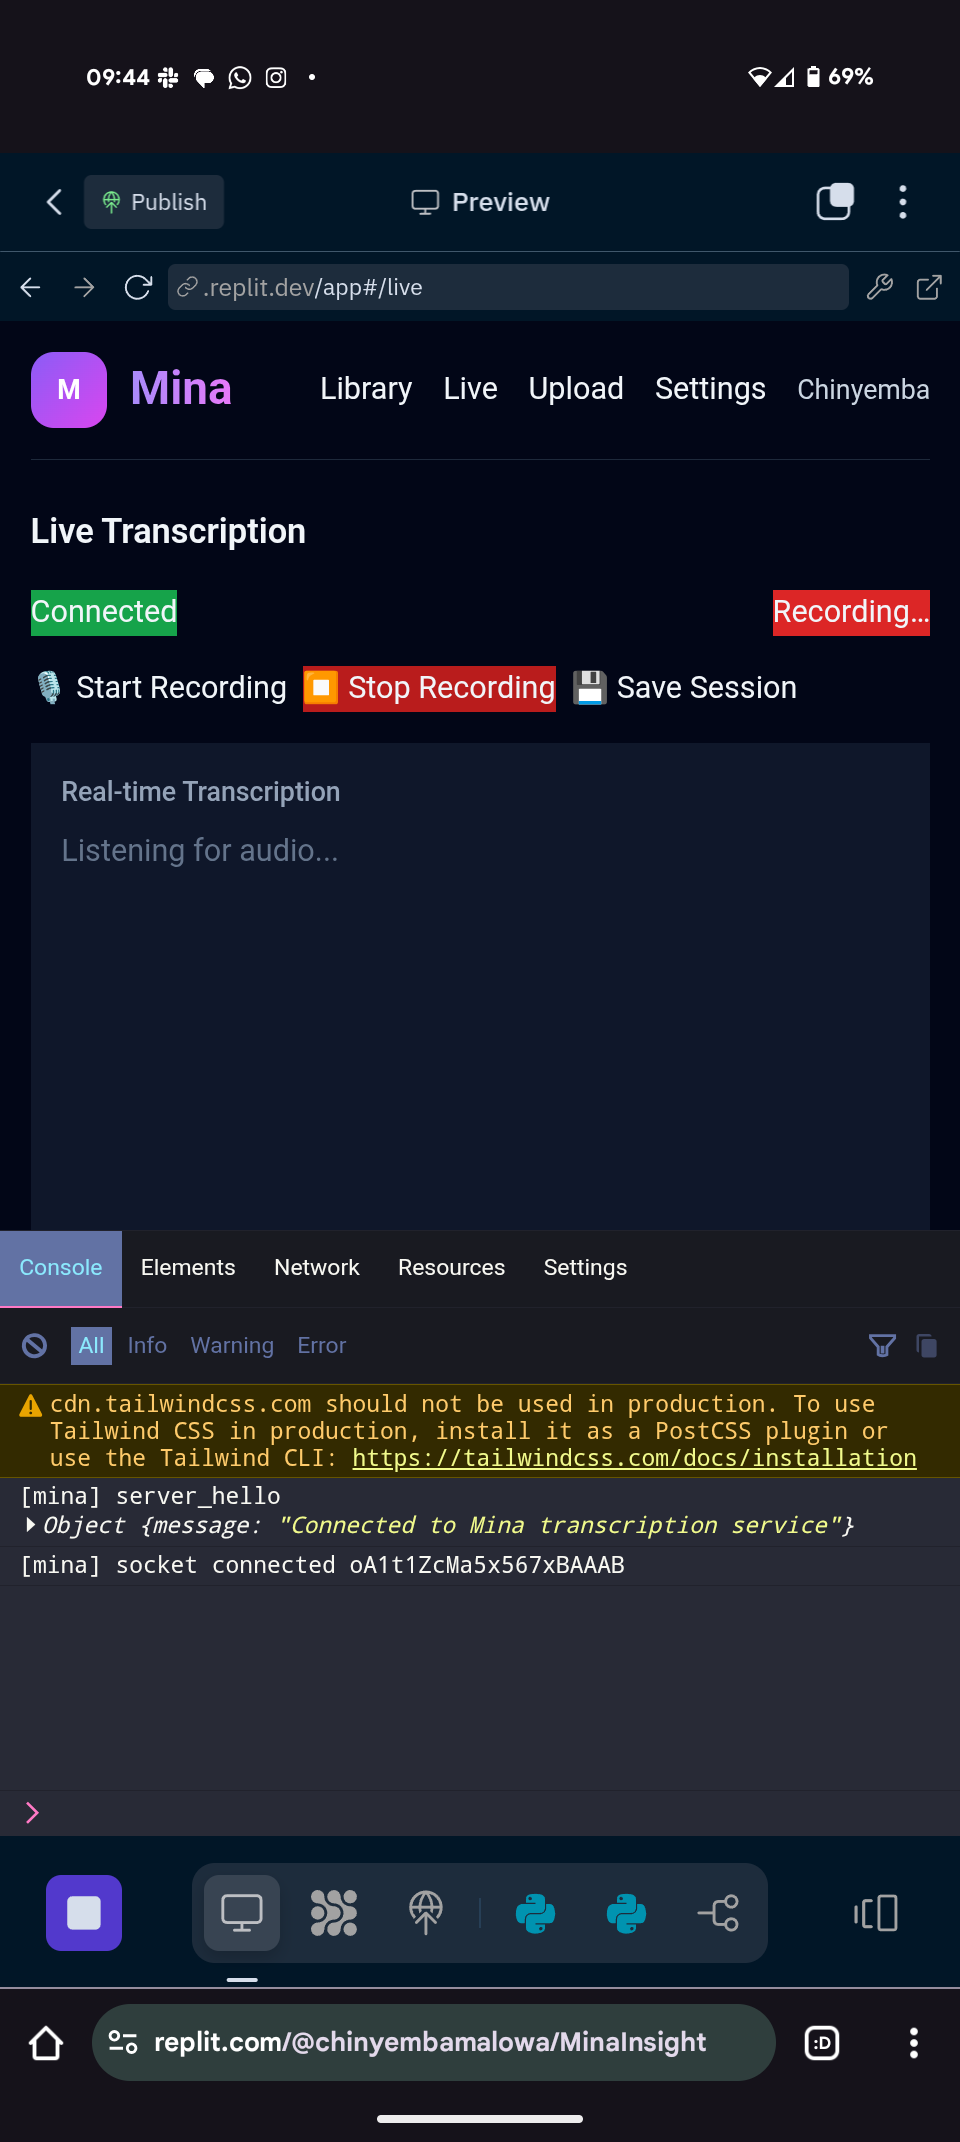 09:44
69%
Publish
Preview
.replit.dev/app#/live
M
Mina
Library
Live
Upload
Settings
Chinyemba
Live Transcription
Connected
Recording...
🎙️ Start Recording
⏹️ Stop Recording
💾 Save Session
Real-time Transcription
Listening for audio...
Console
Elements
Network
Resources
Settings
All
Info
Warning
Error
cdn.tailwindcss.com should not be used in production. To use
Tailwind CSS in production, install it as a PostCSS plugin or
use the Tailwind CLI: https://tailwindcss.com/docs/installation
[mina] server_hello
Object {message: "Connected to Mina transcription service"}
[mina] socket connected oA1t1ZcMa5x567xBAAAB
replit.com/@chinyembamalowa/MinaInsight
:D